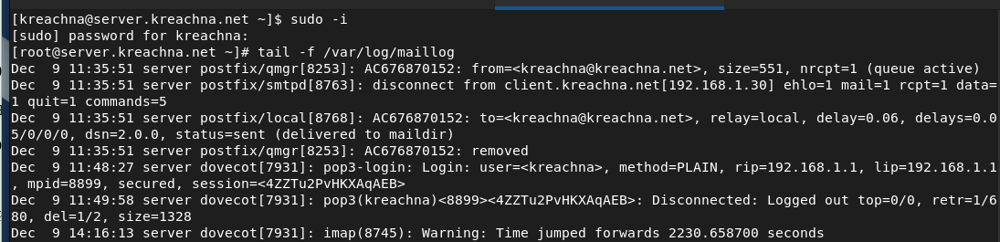 [kreachna@server.kreachna.net ~]$ sudo -i
[sudo] password for kreachna:
[root@server.kreachna.net ~]# tail -f /var/log/maillog
Dec  9 11:35:51 server postfix/qmgr[8253]: AC676870152: from=<kreachna@kreachna.net>, size=551, nrcpt=1 (queue active)
Dec  9 11:35:51 server postfix/smtpd[8763]: disconnect from client.kreachna.net[192.168.1.30] ehlo=1 mail=1 rcpt=1 data=
1 quit=1 commands=5
Dec  9 11:35:51 server postfix/local[8768]: AC676870152: to=<kreachna@kreachna.net>, relay=local, delay=0.06, delays=0.0
5/0/0/0, dsn=2.0.0, status=sent (delivered to maildir)
Dec  9 11:35:51 server postfix/qmgr[8253]: AC676870152: removed
Dec  9 11:48:27 server dovecot[7931]: pop3-login: Login: user=<kreachna>, method=PLAIN, rip=192.168.1.1, lip=192.168.1.1
, mpid=8899, secured, session=<4ZZTu2PvHKXAqAEB>
Dec  9 11:49:58 server dovecot[7931]: pop3(kreachna)<8899><4ZZTu2PvHKXAqAEB>: Disconnected: Logged out top=0/0, retr=1/6
80, del=1/2, size=1328
Dec  9 14:16:13 server dovecot[7931]: imap(8745): Warning: Time jumped forwards 2230.658700 seconds